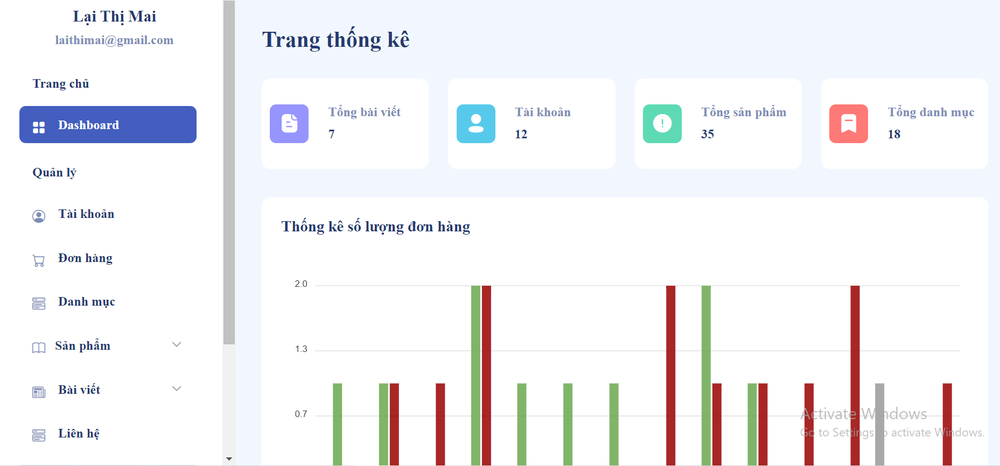 Lại Thị Mai
laithimai@gmail.com
Trang chủ
Dashboard
Quản lý
Tài khoản
Đơn hàng
Danh mục
Sản phẩm
Bài viết
Liên hệ
Trang thống kê
Tổng bài viết
7
Tài khoản
12
Tổng sản phẩm
35
Tổng danh mục
18
Thống kê số lượng đơn hàng
2.0
1.3
0.7
Activate Windows
Go to Settings to activate Windows.